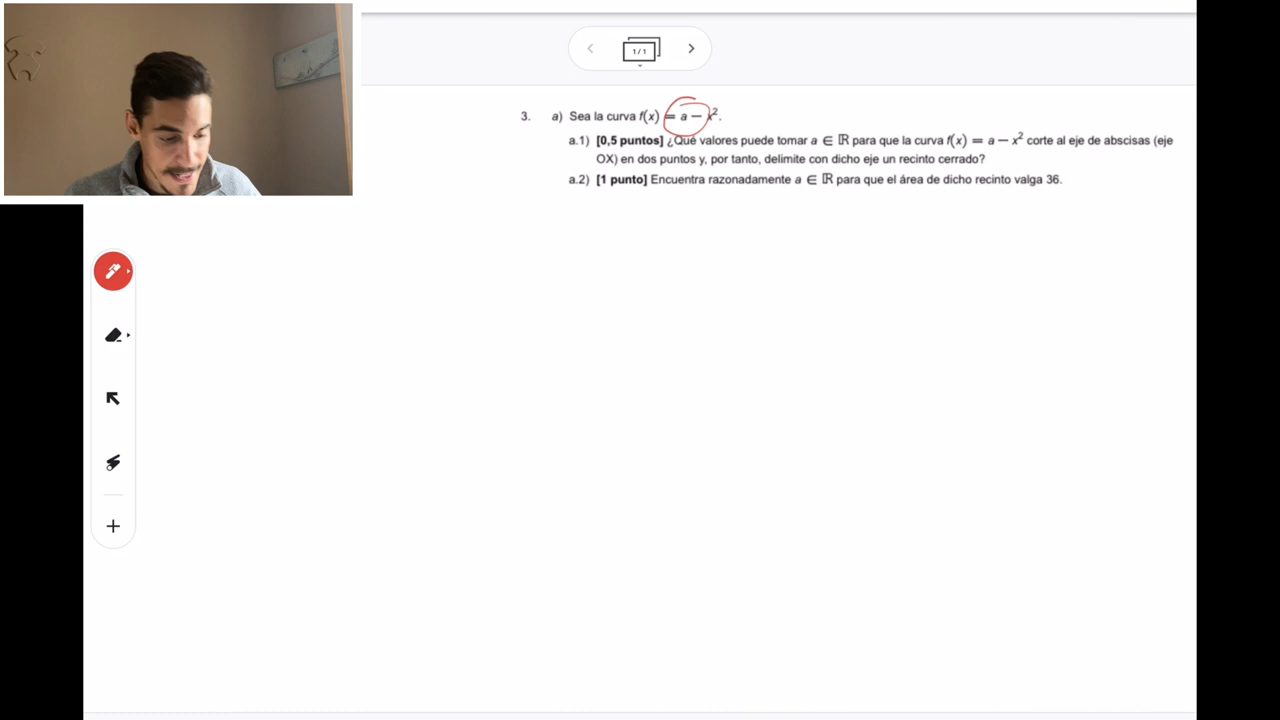 1/1
3. a) Sea la curva f(x) = a − x².
a.1) [0,5 puntos] ¿Qué valores puede tomar a ∈ ℝ para que la curva f(x) = a − x² corte al eje de abscisas (eje
OX) en dos puntos y, por tanto, delimite con dicho eje un recinto cerrado?
a.2) [1 punto] Encuentra razonadamente a ∈ ℝ para que el área de dicho recinto valga 36.